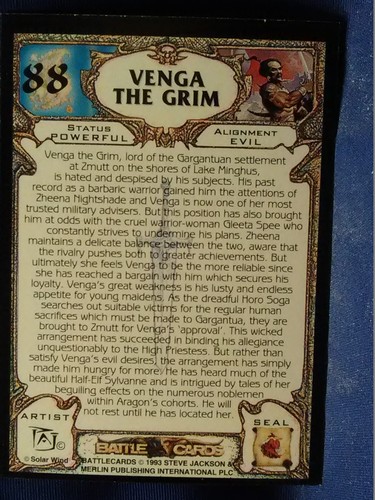 88
VENGA
THE GRIM
STATUS
POWERFUL
ALIGNMENT
EVIL
Venga the Grim, lord of the Gargantuan settlement
at Zmutt on the shores of Lake Minghus,
is hated and despised by his subjects. His past
record as a barbaric warrior gained him the attentions of
Zheena Nightshade and Venga is now one of her most
trusted military advisers. But this position has also brought
him at odds with the cruel warrior-woman Gleeta Spee who
constantly strives to undermine his plans. Zheena
maintains a delicate balance between the two, aware that
the rivalry pushes both to greater achievements. But
ultimately she feels Venga to be the more reliable since
she has reached a bargain with him which secures his
loyalty. Venga's great weakness is his lusty and endless
appetite for young maidens. As the dreadful Horo Soga
searches out suitable victims for the regular human
sacrifices which must be made to Gargantua, they are
brought to Zmutt for Venga's 'approval'. This wicked
arrangement has succeeded in binding his allegiance
unquestionably to the High Priestess. But rather than
satisfy Venga's evil desires, the arrangement has simply
made him hungry for more. He has heard much of the
beautiful Half-Elf Sylvanne and is intrigued by tales of her
beguiling effects on the numerous noblemen
within Aragon's cohorts. He will
not rest until he has located her.
ARTIST
SEAL
©
BATTLE CARDS
© Solar Wind
BATTLECARDS © 1993 STEVE JACKSON &
MERLIN PUBLISHING INTERNATIONAL PLC